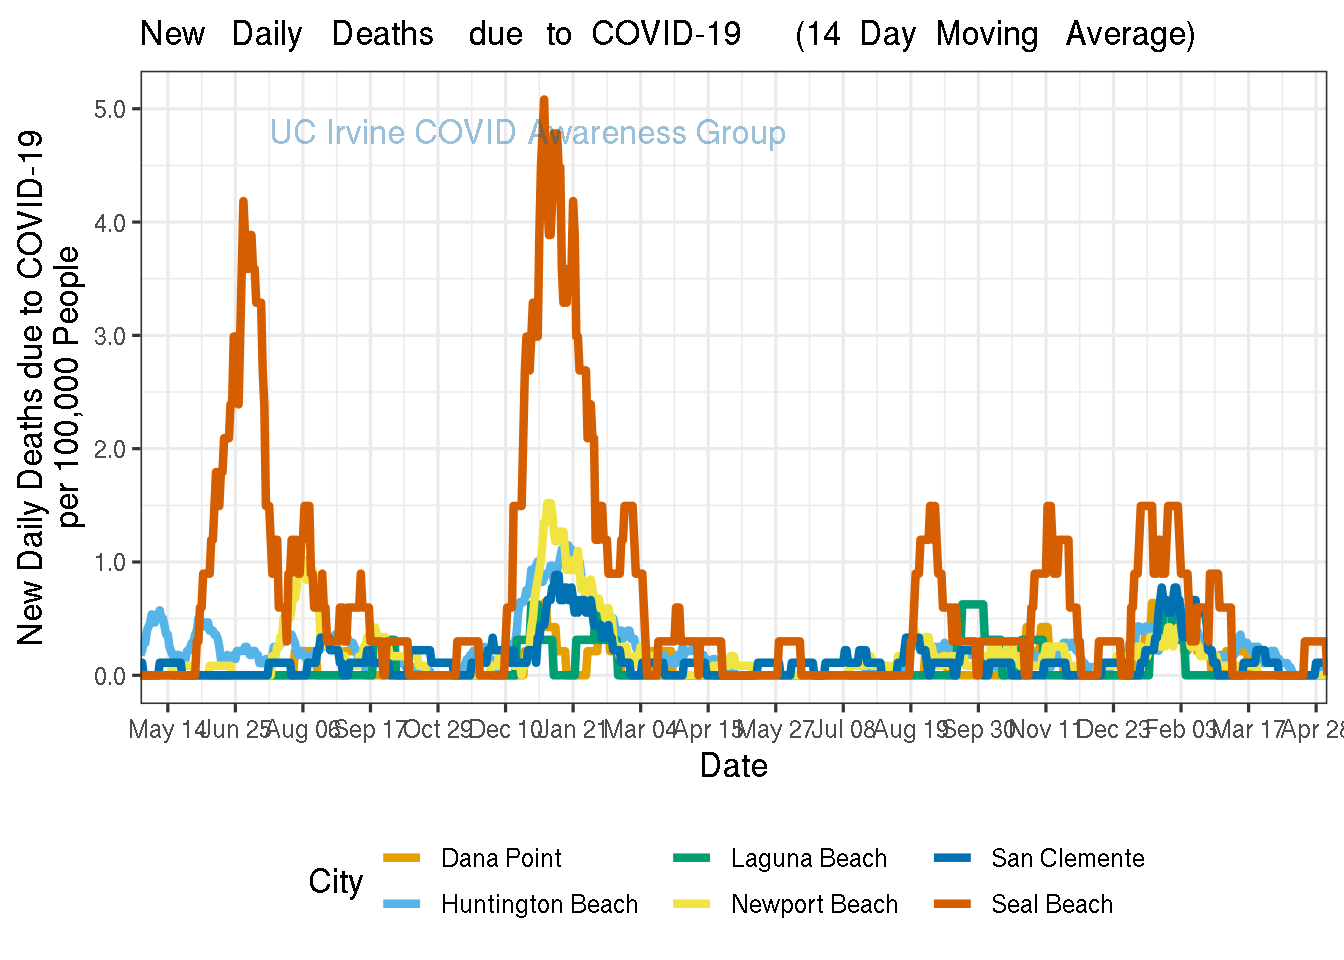 New Daily Deaths due to COVID-19 (14 Day Moving Average)
UC Irvine COVID Awareness Group
New Daily Deaths due to COVID-19
per 100,000 People
5.0
4.0
3.0
2.0
1.0
0.0
May 14 Jun 25 Aug 06 Sep 17 Oct 29 Dec 10 Jan 21 Mar 04 Apr 15 May 27 Jul 08 Aug 19 Sep 30 Nov 11 Dec 23 Feb 03 Mar 17 Apr 28
Date
City
Dana Point
Laguna Beach
San Clemente
Huntington Beach
Newport Beach
Seal Beach